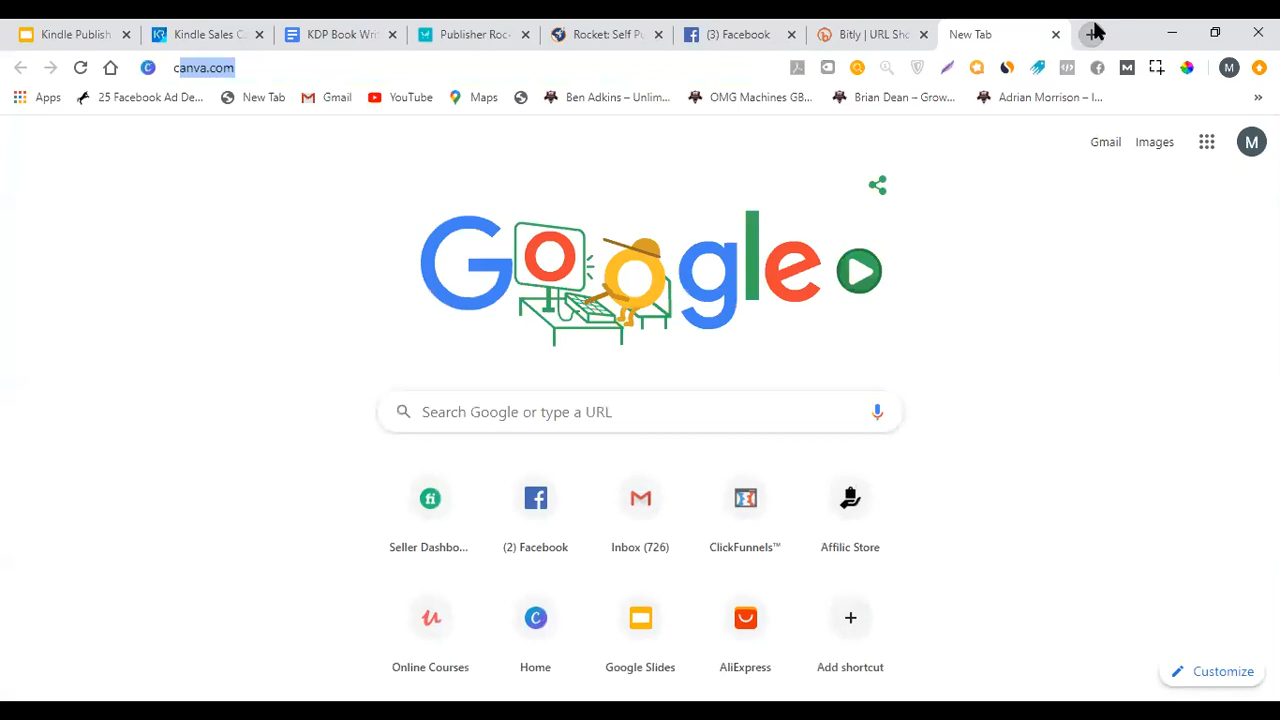 Kindle Publish Kindle Sales C KDP Book Wri Publisher Roc Rocket: Self P (3) Facebook Bitly | URL Sho New Tab
canva.com
Apps 25 Facebook Ad De... New Tab Gmail YouTube Maps Ben Adkins – Unlim... OMG Machines GB... Brian Dean – Grow... Adrian Morrison – I... »
Gmail Images M
Google
Search Google or type a URL
Seller Dashbo... (2) Facebook Inbox (726) ClickFunnels™ Affilic Store
Online Courses Home Google Slides AliExpress Add shortcut
Customize